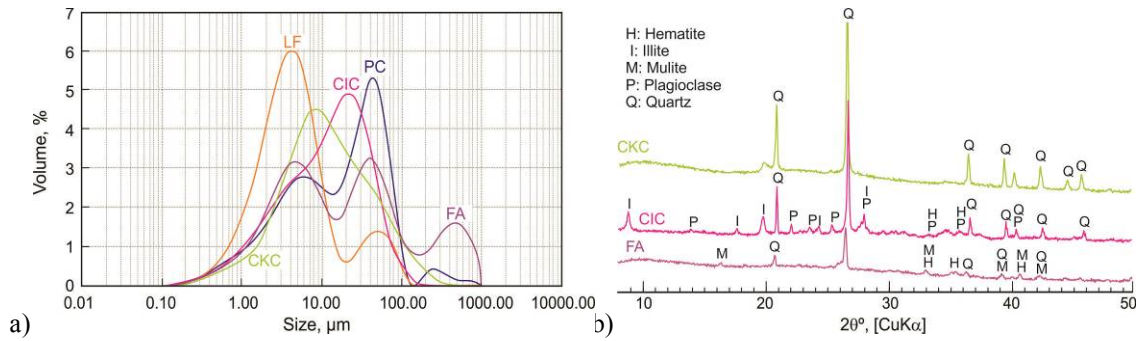 7
6
5
4
3
2
1
0
Volume, %
LF
PC
CIC
FA
CKC
0.01 0.10 1.00 10.00 100.00 1000.00 10000.00
Size, µm
a)
H: Hematite
I: Illite
M: Mulite
P: Plagioclase
Q: Quartz
Q
Q Q Q Q Q Q
CKC
I P I I Q P P I P I P H P H P Q Q Q P Q Q
CIC
FA
M Q M H H Q Q M M H Q M
10 20 30 40 50
2θº, [CuKα]
b)